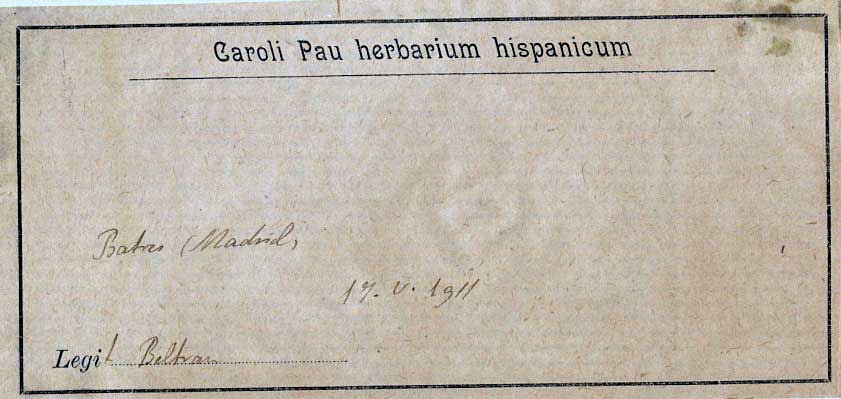 Caroli Pau herbarium hispanicum
Batres (Madrid,
17. V. 1911
Legit Beltran